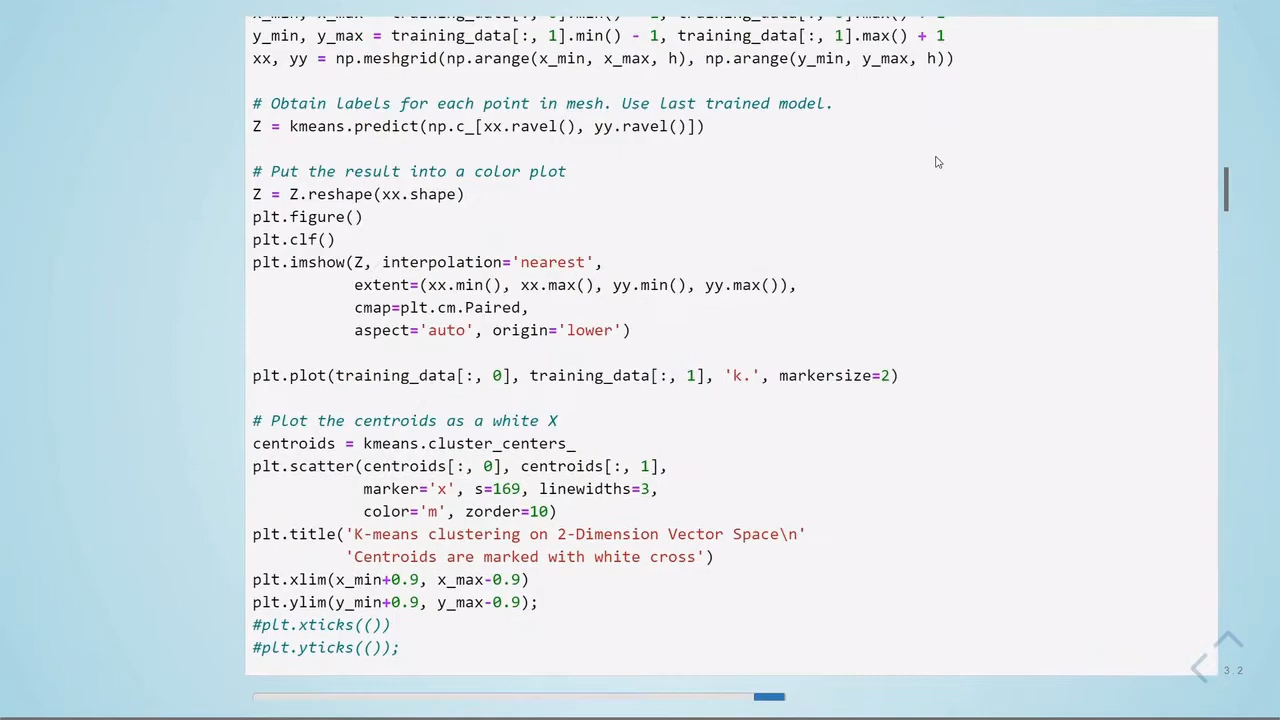 y_min, y_max = training_data[:, 1].min() - 1, training_data[:, 1].max() + 1
xx, yy = np.meshgrid(np.arange(x_min, x_max, h), np.arange(y_min, y_max, h))
# Obtain labels for each point in mesh. Use last trained model.
Z = kmeans.predict(np.c_[xx.ravel(), yy.ravel()])
# Put the result into a color plot
Z = Z.reshape(xx.shape)
plt.figure()
plt.clf()
plt.imshow(Z, interpolation='nearest',
extent=(xx.min(), xx.max(), yy.min(), yy.max()),
cmap=plt.cm.Paired,
aspect='auto', origin='lower')
plt.plot(training_data[:, 0], training_data[:, 1], 'k.', markersize=2)
# Plot the centroids as a white X
centroids = kmeans.cluster_centers_
plt.scatter(centroids[:, 0], centroids[:, 1],
marker='x', s=169, linewidths=3,
color='m', zorder=10)
plt.title('K-means clustering on 2-Dimension Vector Space\n'
'Centroids are marked with white cross')
plt.xlim(x_min+0.9, x_max-0.9)
plt.ylim(y_min+0.9, y_max-0.9);
#plt.xticks(())
#plt.yticks(());
3.2